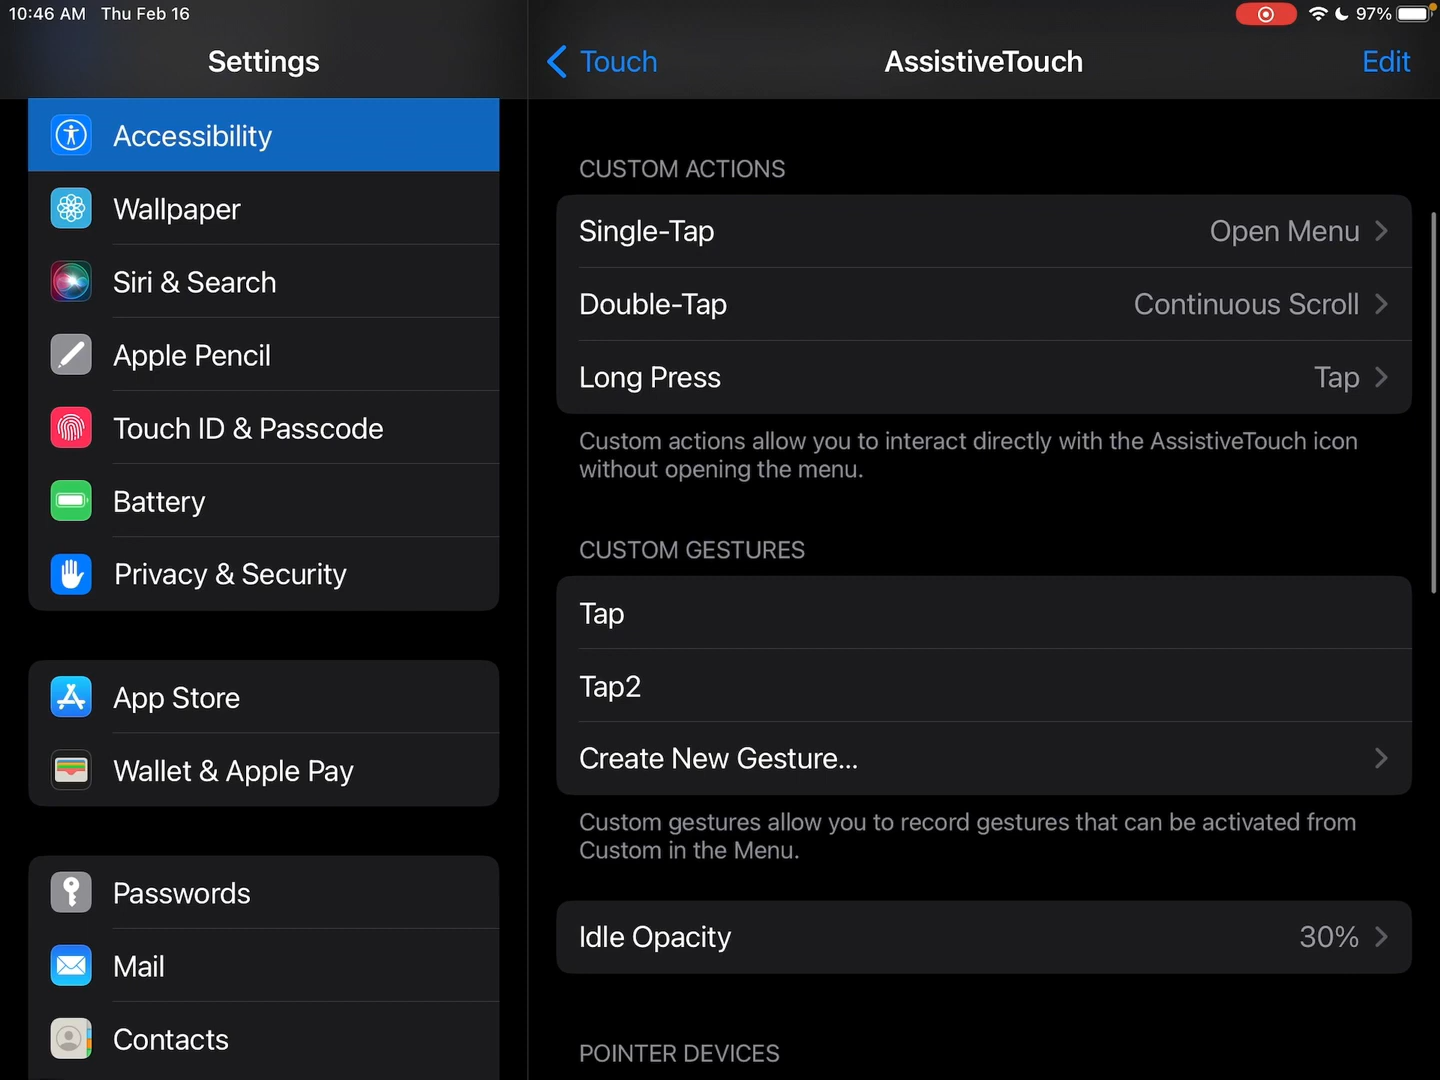 10:46 AM Thu Feb 16
97%
Settings
Accessibility
Wallpaper
Siri & Search
Apple Pencil
Touch ID & Passcode
Battery
Privacy & Security
App Store
Wallet & Apple Pay
Passwords
Mail
Contacts
Touch
AssistiveTouch
Edit
CUSTOM ACTIONS
Single-Tap Open Menu
Double-Tap Continuous Scroll
Long Press Tap
Custom actions allow you to interact directly with the AssistiveTouch icon
without opening the menu.
CUSTOM GESTURES
Tap
Tap2
Create New Gesture...
Custom gestures allow you to record gestures that can be activated from
Custom in the Menu.
Idle Opacity 30%
POINTER DEVICES